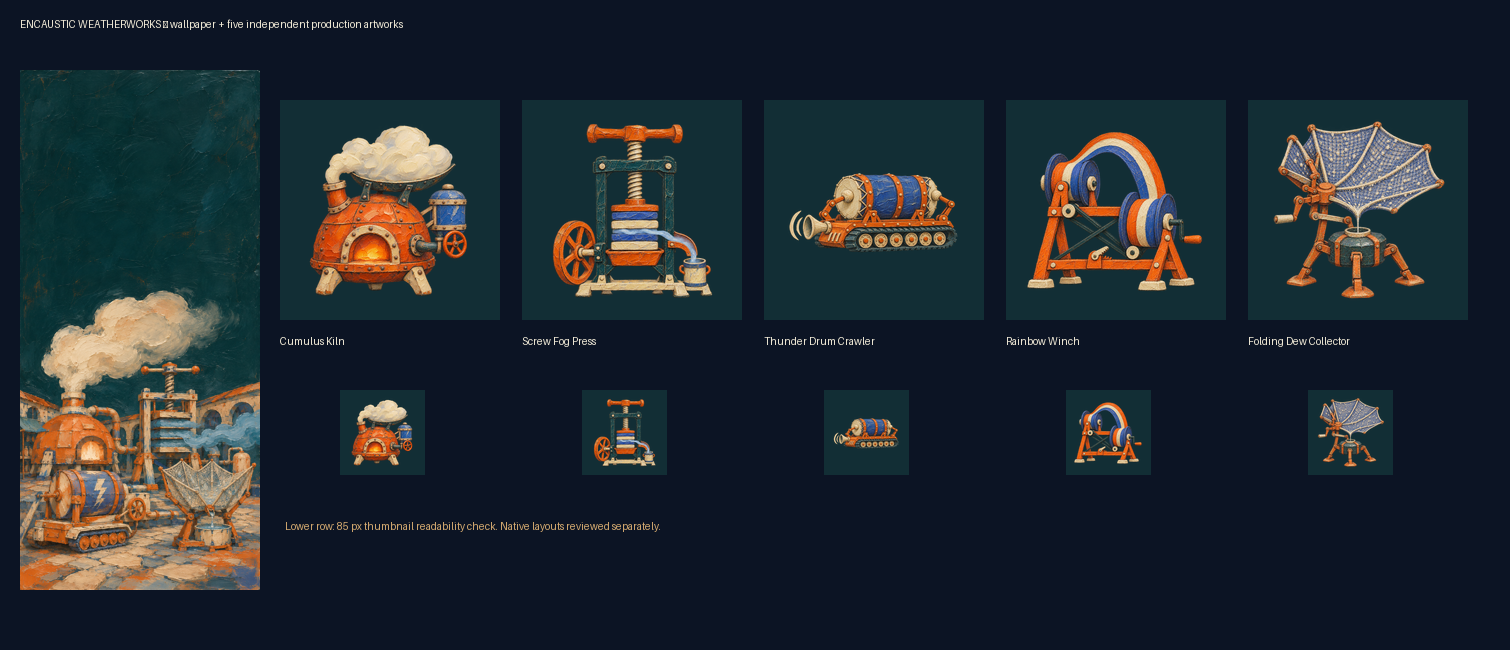 ENCAUSTIC WEATHERWORKS▯wallpaper + five independent production artworks
Cumulus Kiln
Screw Fog Press
Thunder Drum Crawler
Rainbow Winch
Folding Dew Collector
Lower row: 85 px thumbnail readability check. Native layouts reviewed separately.